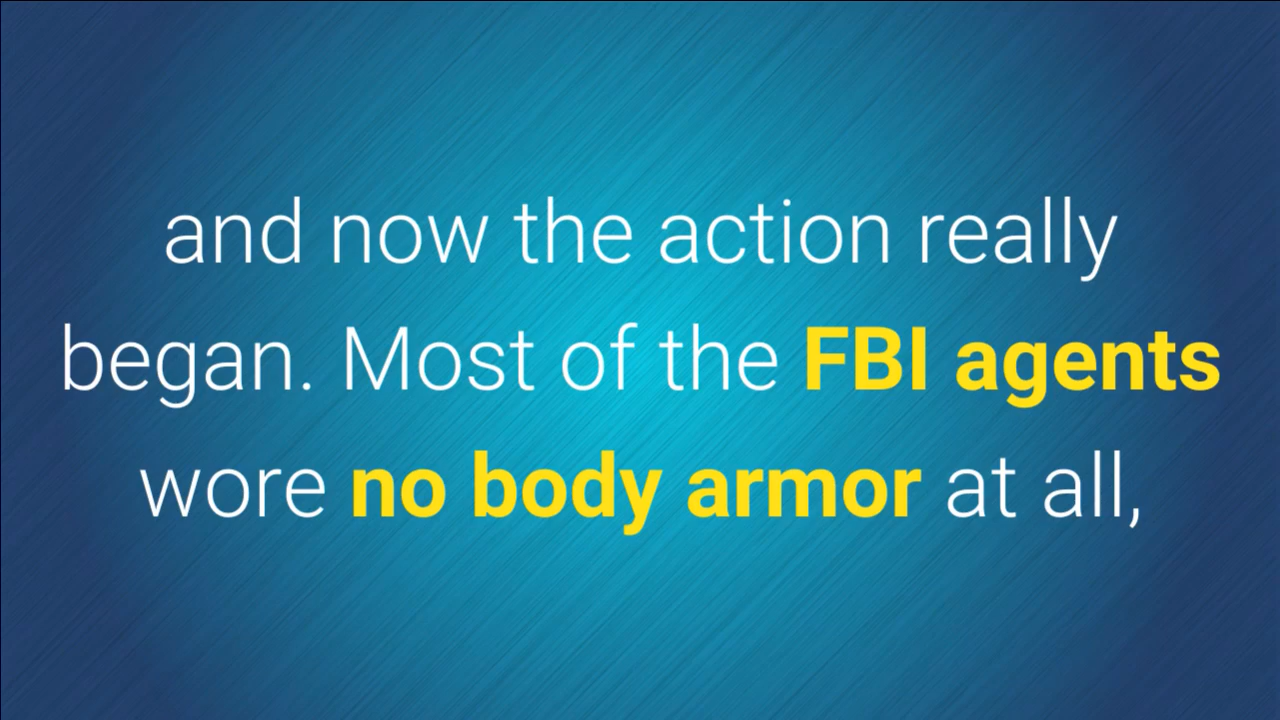 and now the action really
began. Most of the FBI agents
wore no body armor at all,